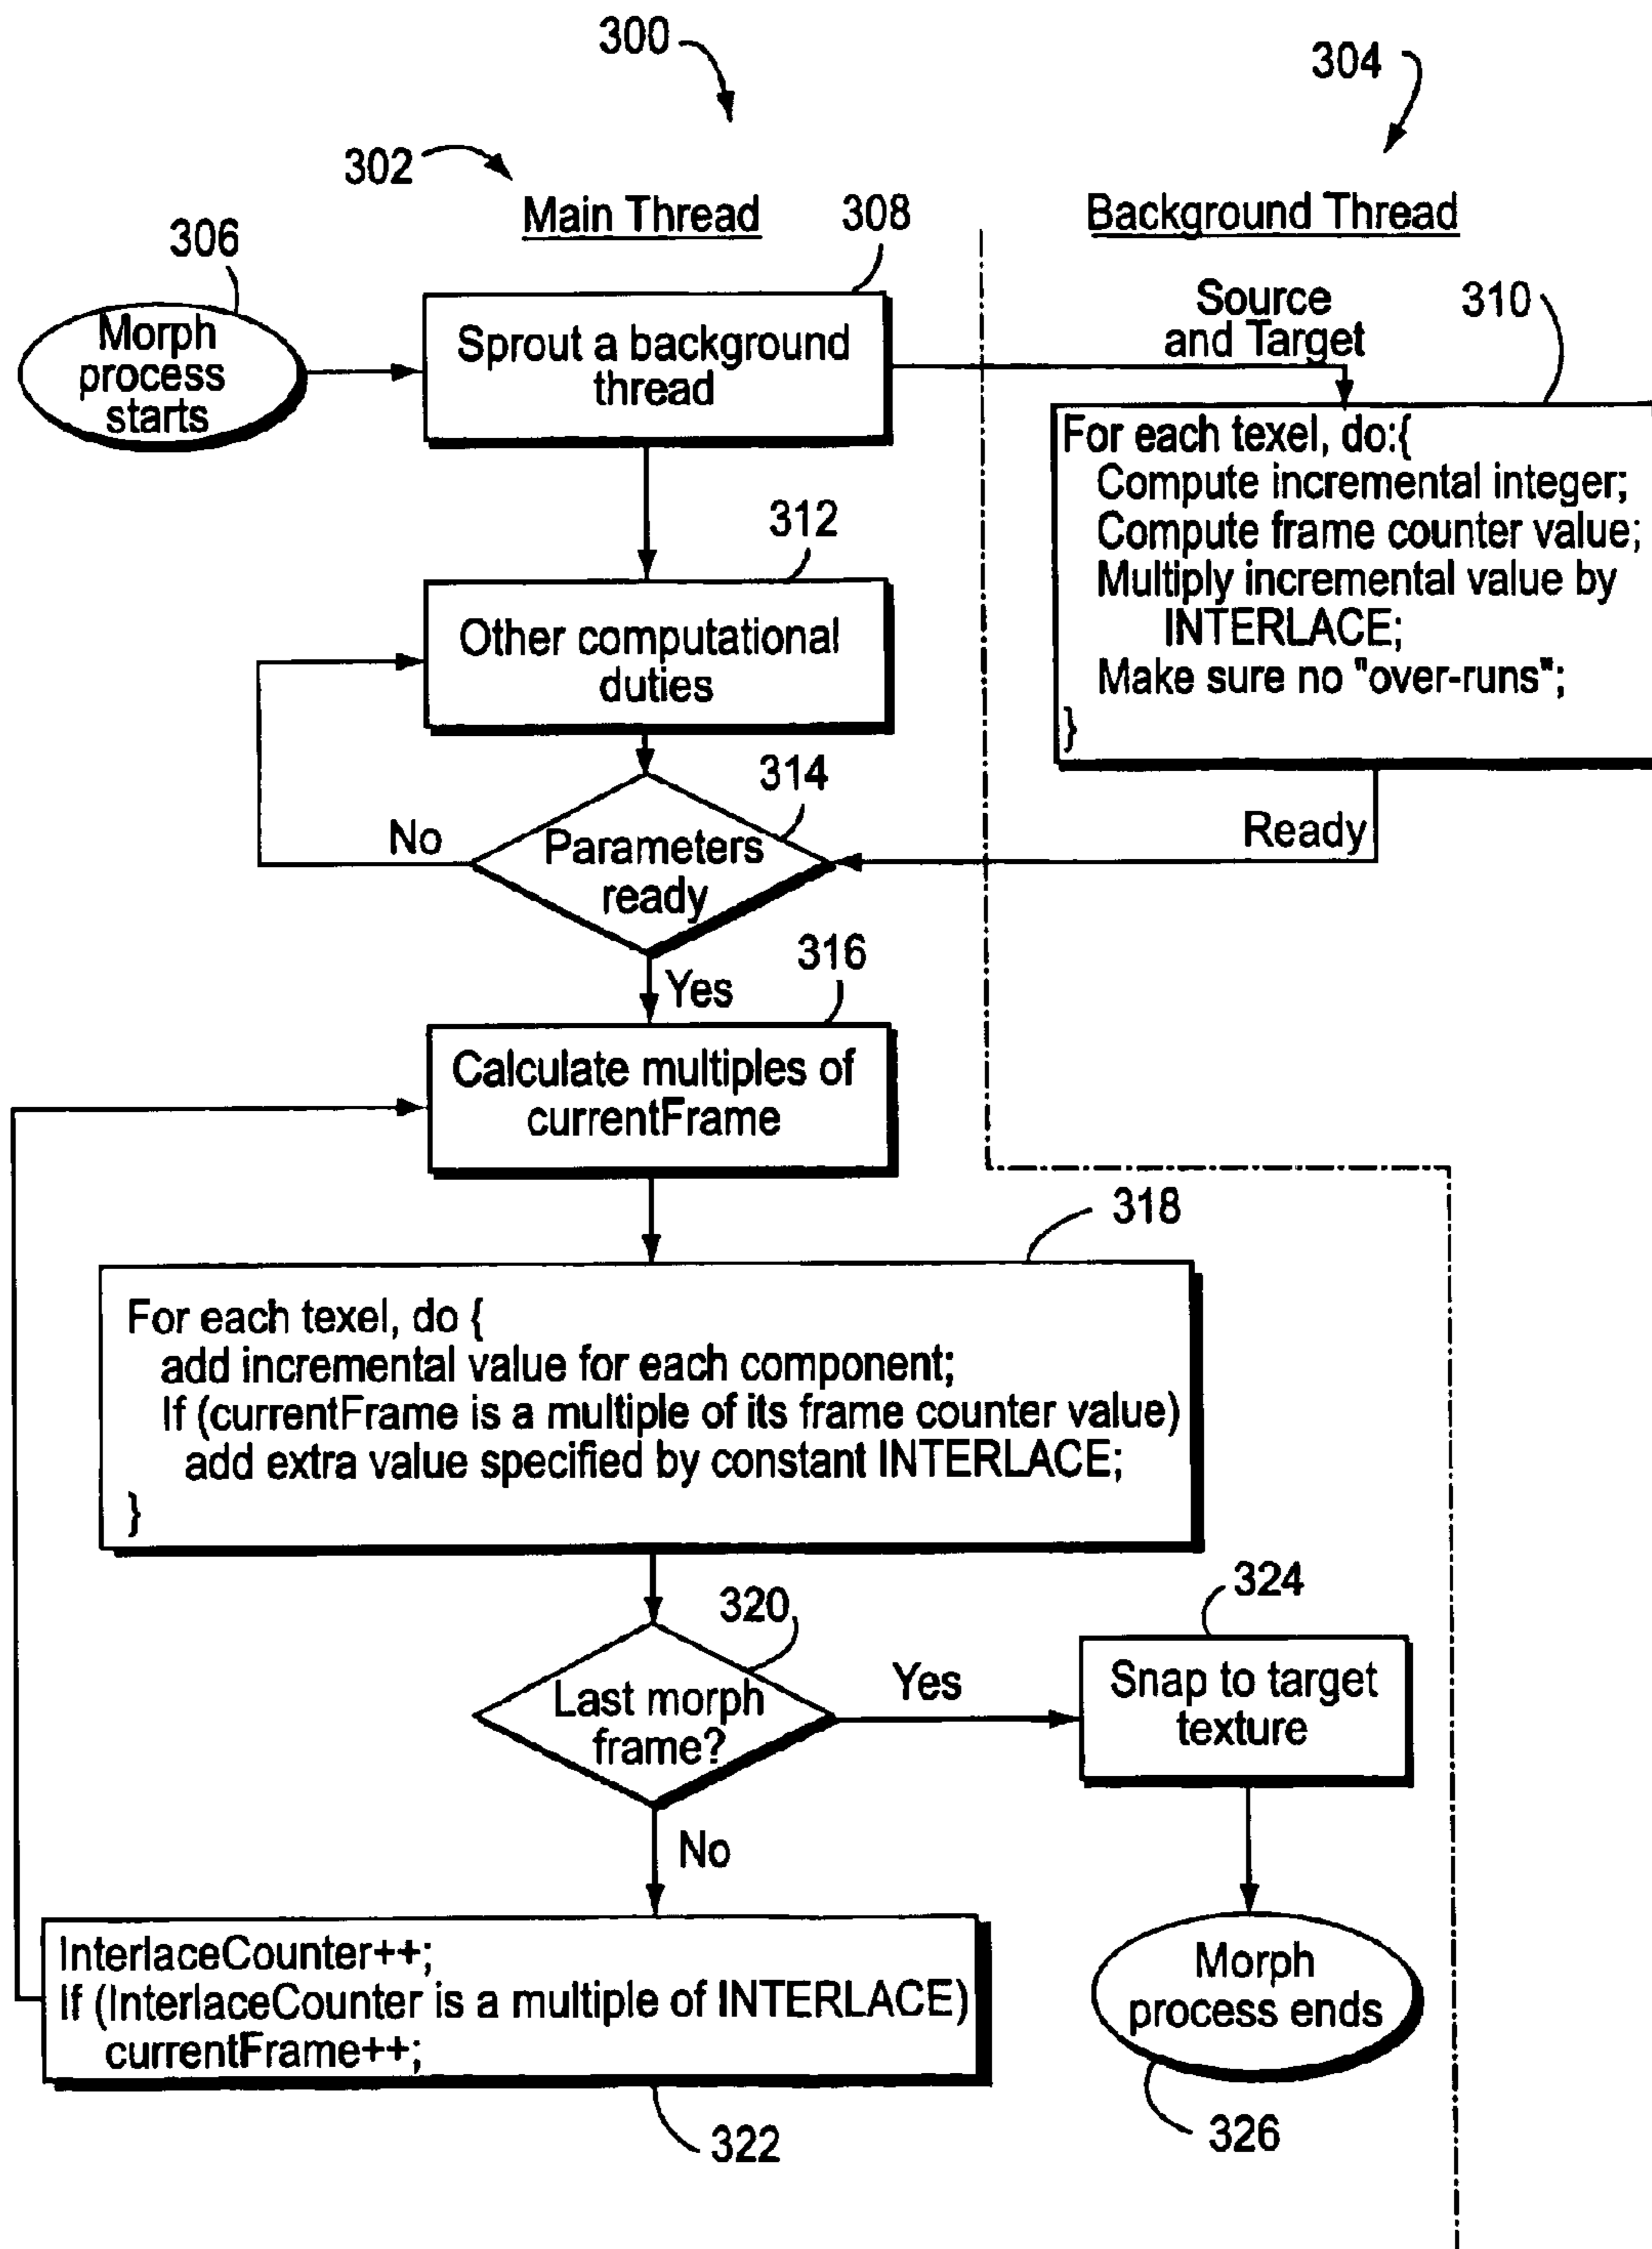 300
304
302
Main Thread
308
Background Thread
306
Morph
process
starts
Sprout a background
thread
Source
and Target
310
For each texel, do:{
Compute incremental integer;
Compute frame counter value;
Multiply incremental value by
INTERLACE;
Make sure no "over-runs";
}
312
Other computational
duties
314
No
Parameters
ready
Ready
Yes
316
Calculate multiples of
currentFrame
318
For each texel, do {
add incremental value for each component;
If (currentFrame is a multiple of its frame counter value)
add extra value specified by constant INTERLACE;
}
320
Last morph
frame?
Yes
324
Snap to target
texture
No
InterlaceCounter++;
If (InterlaceCounter is a multiple of INTERLACE)
currentFrame++;
322
Morph
process ends
326